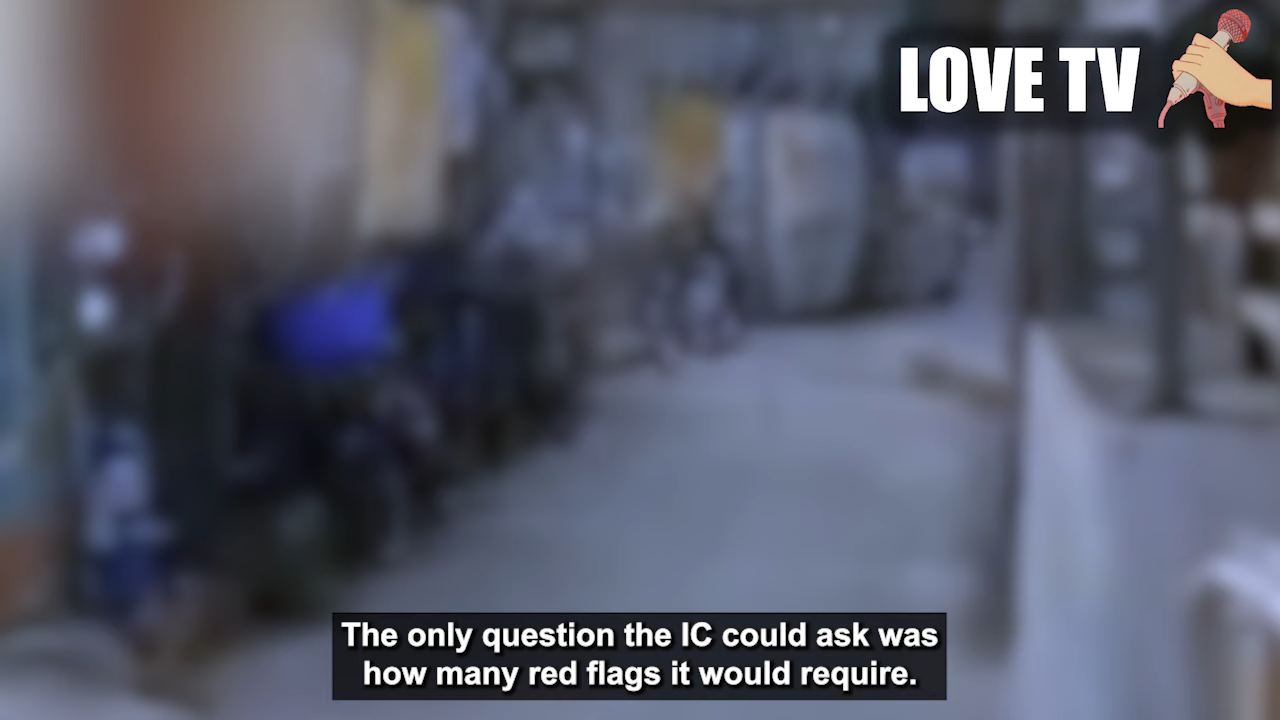 LOVE TV
The only question the IC could ask was
how many red flags it would require.